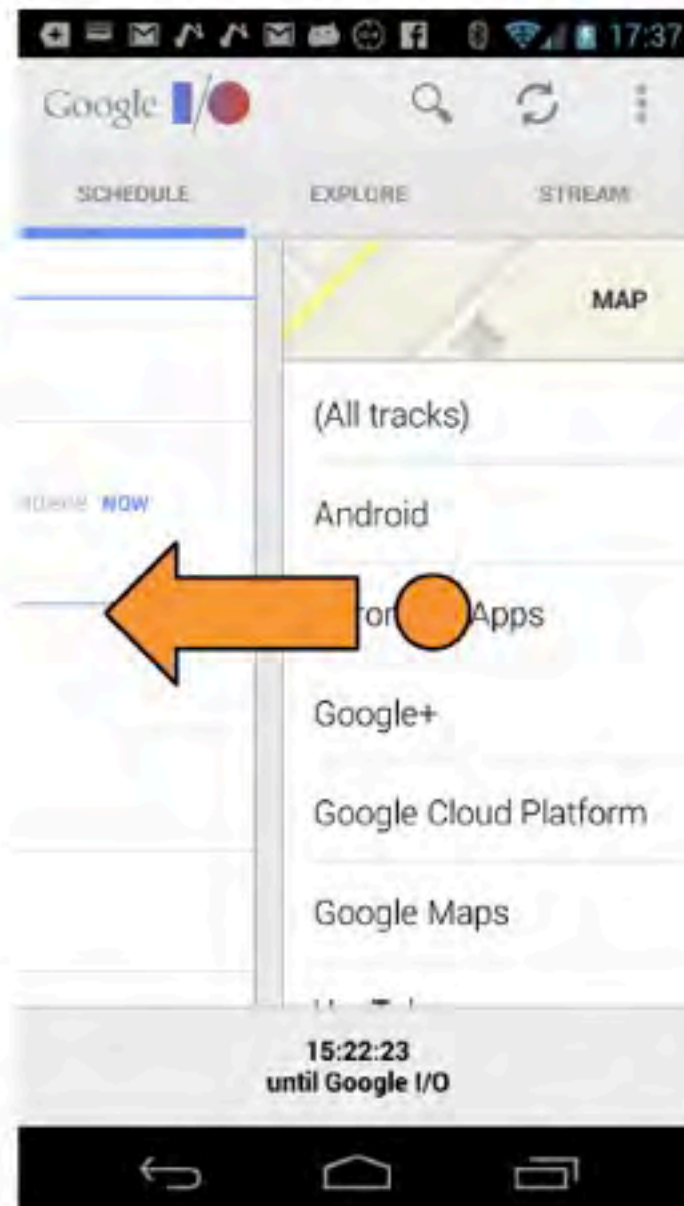 17:37
Google I/O
SCHEDULE
EXPLORE
STREAM
MAP
(All tracks)
Android
NOW
Apps
Google+
Google Cloud Platform
Google Maps
15:22:23
until Google I/O